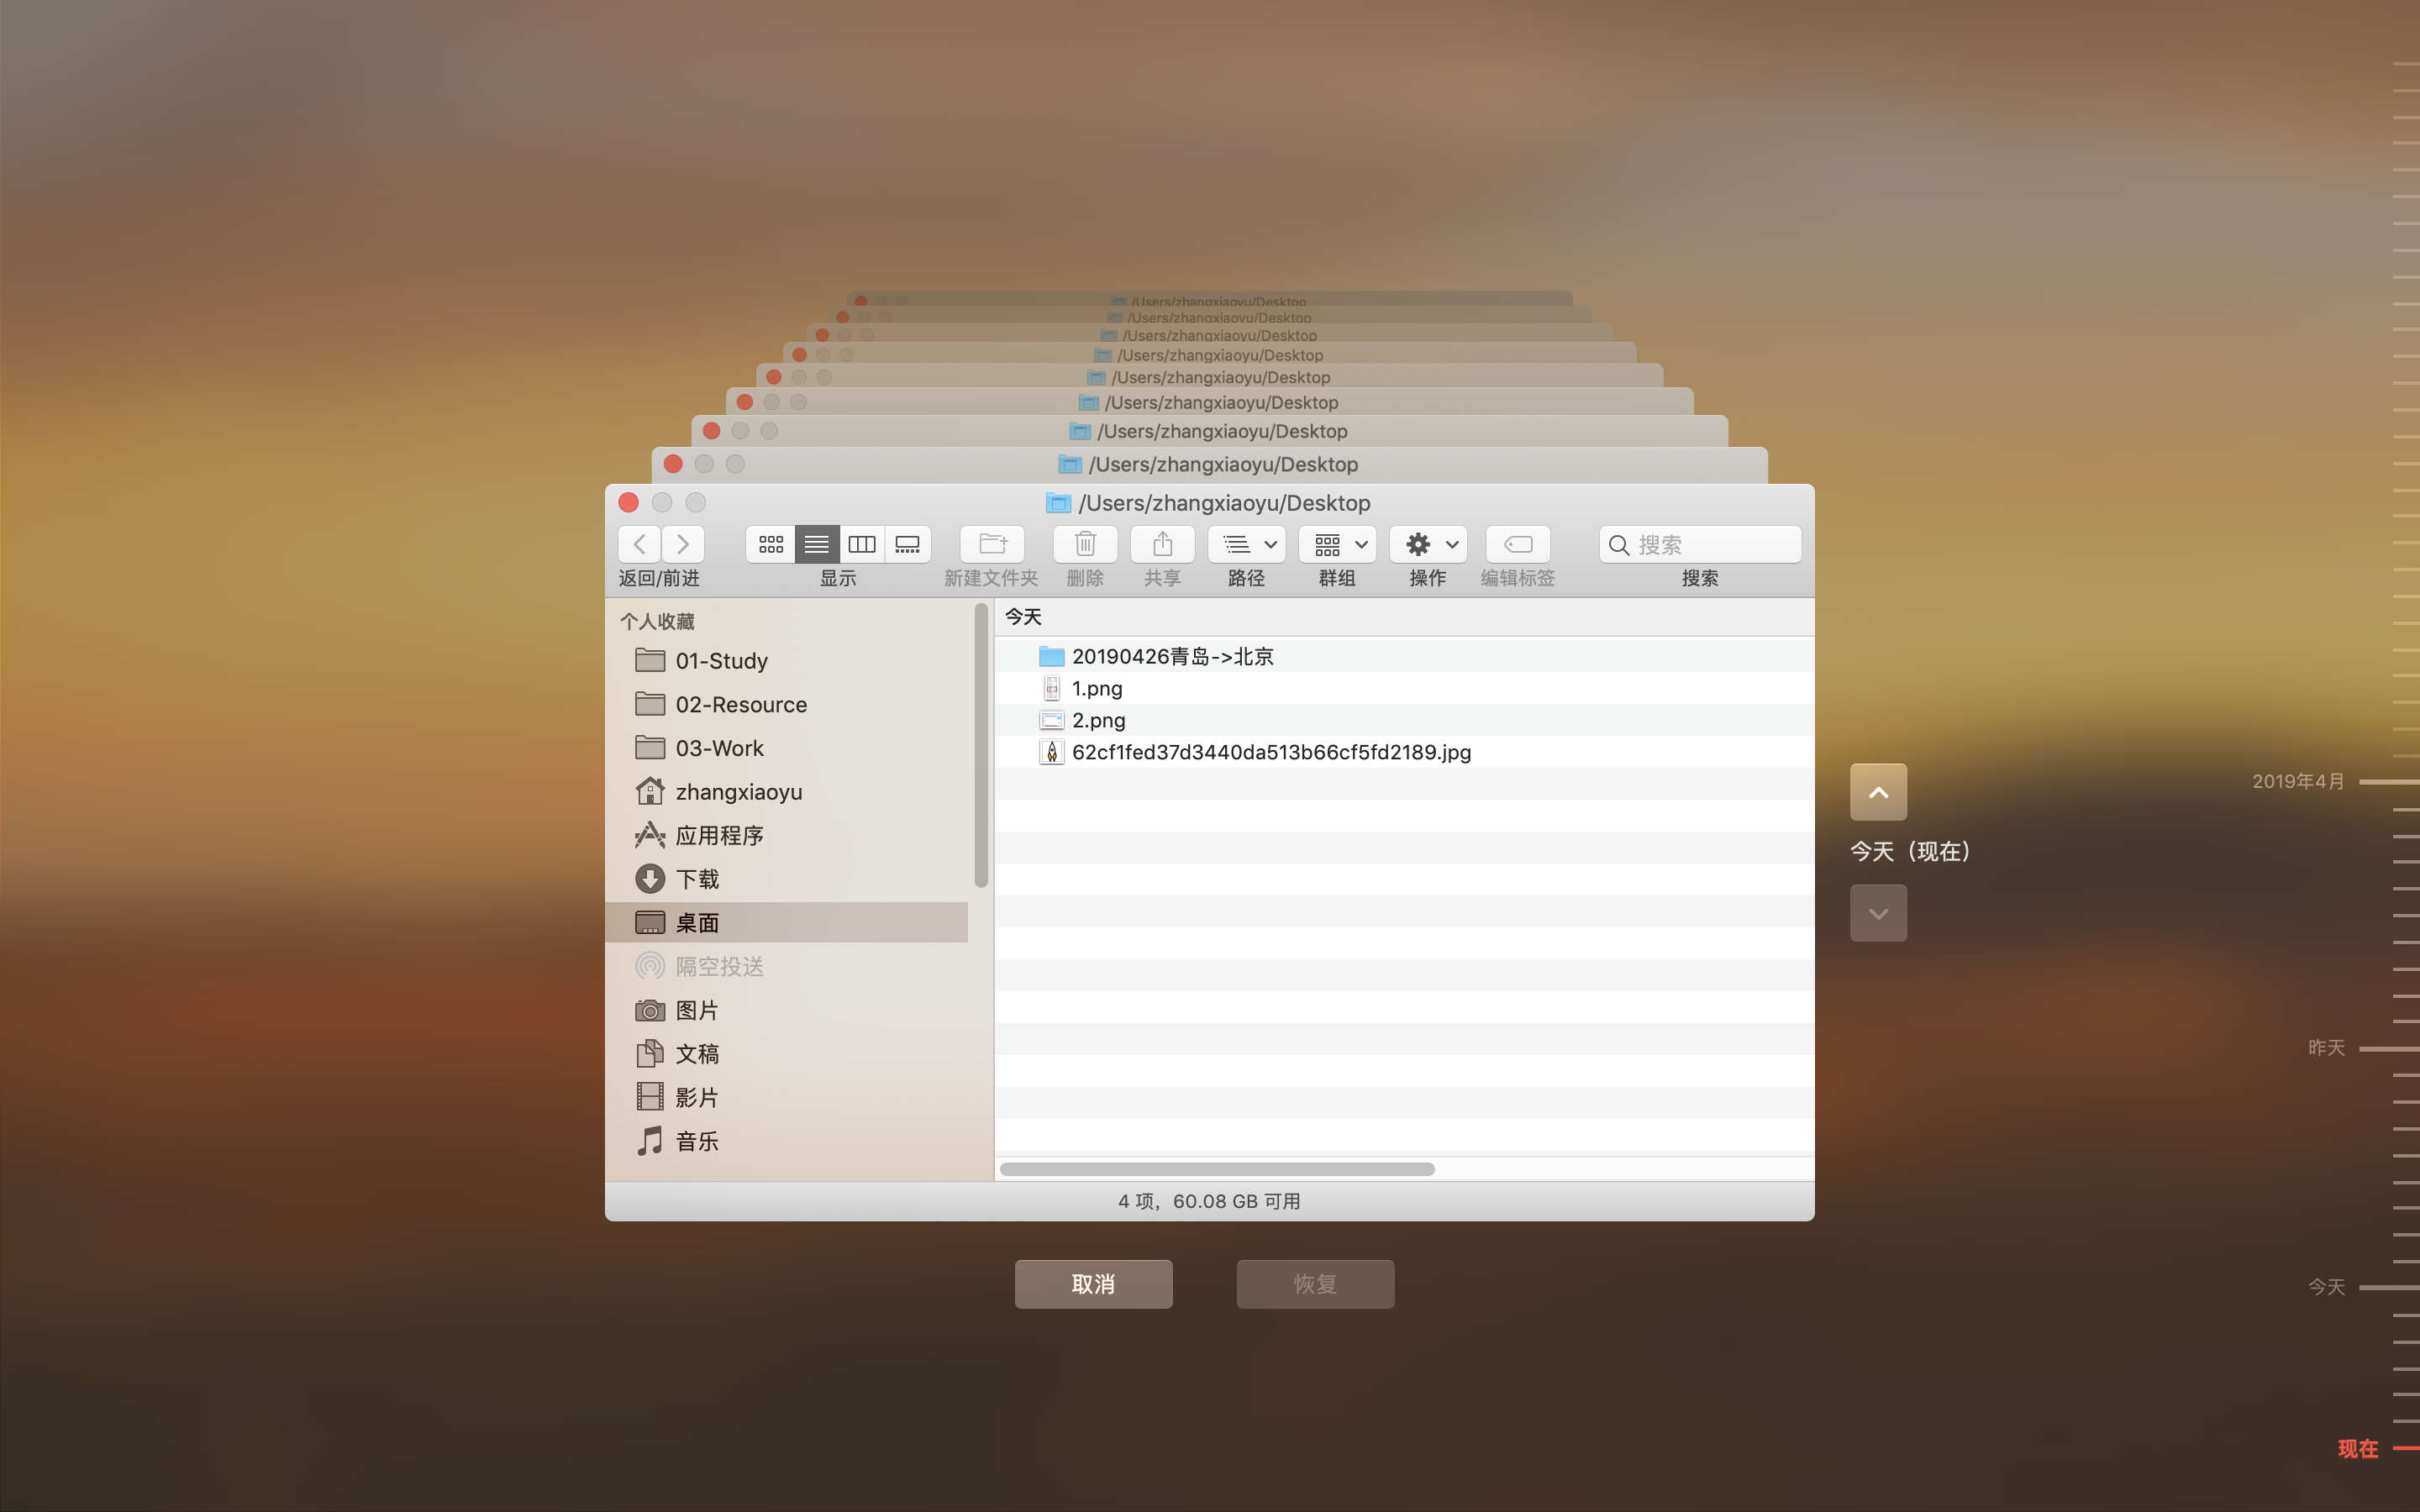 /Users/zhangxiaoyu/Desktop
/Users/zhangxiaoyu/Desktop
/Users/zhangxiaoyu/Desktop
/Users/zhangxiaoyu/Desktop
/Users/zhangxiaoyu/Desktop
/Users/zhangxiaoyu/Desktop
/Users/zhangxiaoyu/Desktop
/Users/zhangxiaoyu/Desktop
/Users/zhangxiaoyu/Desktop
搜索
返回/前进 显示 新建文件夹 删除 共享 路径 群组 操作 编辑标签 搜索
个人收藏
01-Study
02-Resource
03-Work
zhangxiaoyu
应用程序
下载
桌面
隔空投送
图片
文稿
影片
音乐
今天
20190426青岛->北京
1.png
2.png
62cf1fed37d3440da513b66cf5fd2189.jpg
4 项，60.08 GB 可用
取消
恢复
今天（现在）
2019年4月
昨天
今天
现在